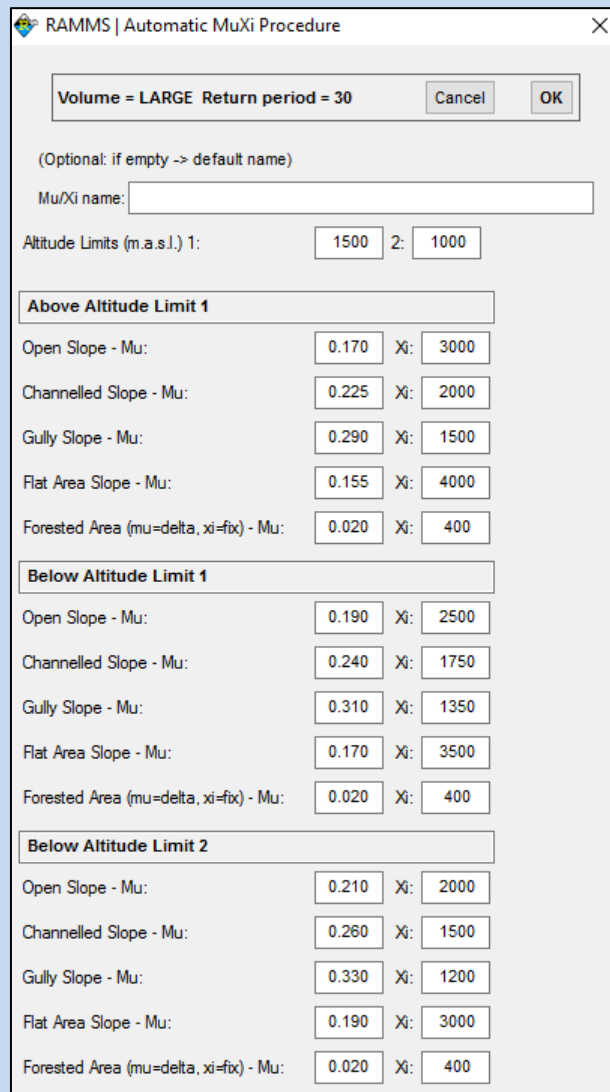 RAMMS | Automatic MuXi Procedure
Volume = LARGE Return period = 30 Cancel OK
(Optional: if empty -> default name)
Mu/Xi name:
Altitude Limits (m.a.s.l.) 1: 1500 2: 1000
Above Altitude Limit 1
Open Slope - Mu: 0.170 Xi: 3000
Channelled Slope - Mu: 0.225 Xi: 2000
Gully Slope - Mu: 0.290 Xi: 1500
Flat Area Slope - Mu: 0.155 Xi: 4000
Forested Area (mu=delta, xi=fix) - Mu: 0.020 Xi: 400
Below Altitude Limit 1
Open Slope - Mu: 0.190 Xi: 2500
Channelled Slope - Mu: 0.240 Xi: 1750
Gully Slope - Mu: 0.310 Xi: 1350
Flat Area Slope - Mu: 0.170 Xi: 3500
Forested Area (mu=delta, xi=fix) - Mu: 0.020 Xi: 400
Below Altitude Limit 2
Open Slope - Mu: 0.210 Xi: 2000
Channelled Slope - Mu: 0.260 Xi: 1500
Gully Slope - Mu: 0.330 Xi: 1200
Flat Area Slope - Mu: 0.190 Xi: 3000
Forested Area (mu=delta, xi=fix) - Mu: 0.020 Xi: 400